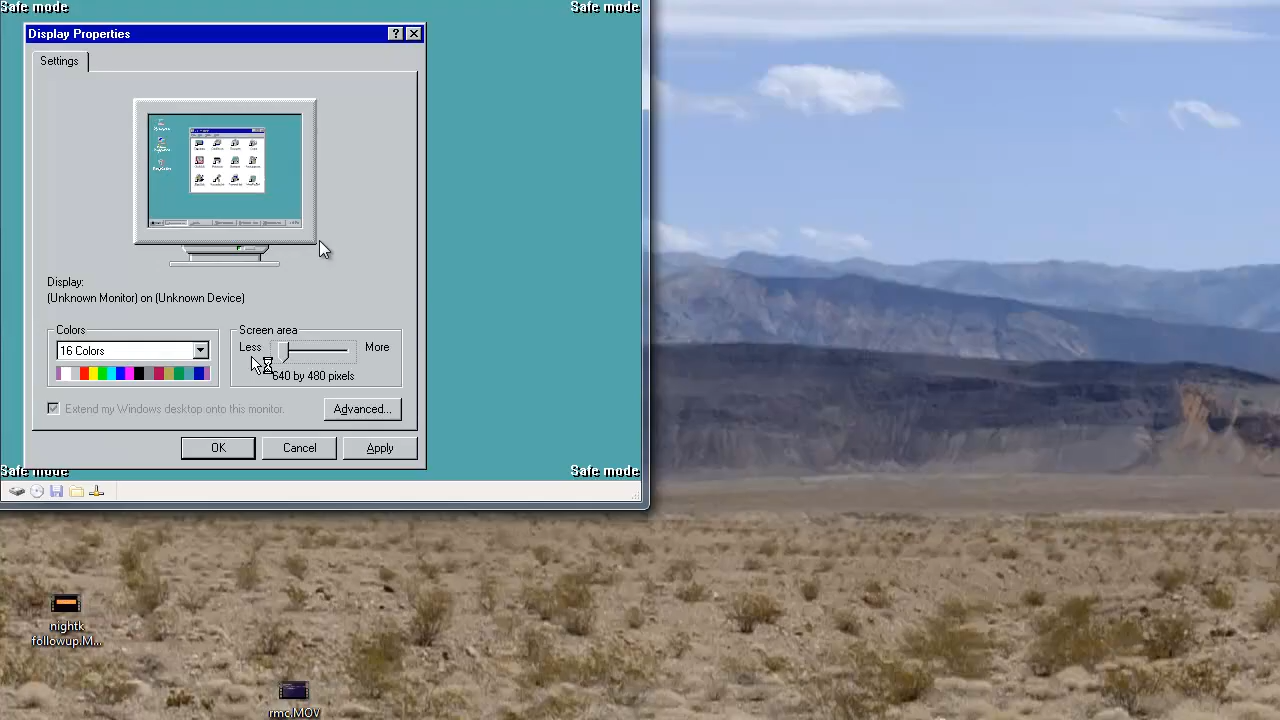 Safe mode
Safe mode
Display Properties
Settings
Display:
(Unknown Monitor) on (Unknown Device)
Colors
Screen area
16 Colors
Less
More
640 by 480 pixels
Extend my Windows desktop onto this monitor.
Advanced...
OK
Cancel
Apply
Safe mode
Safe mode
nightk
followup.M...
rmc.MOV